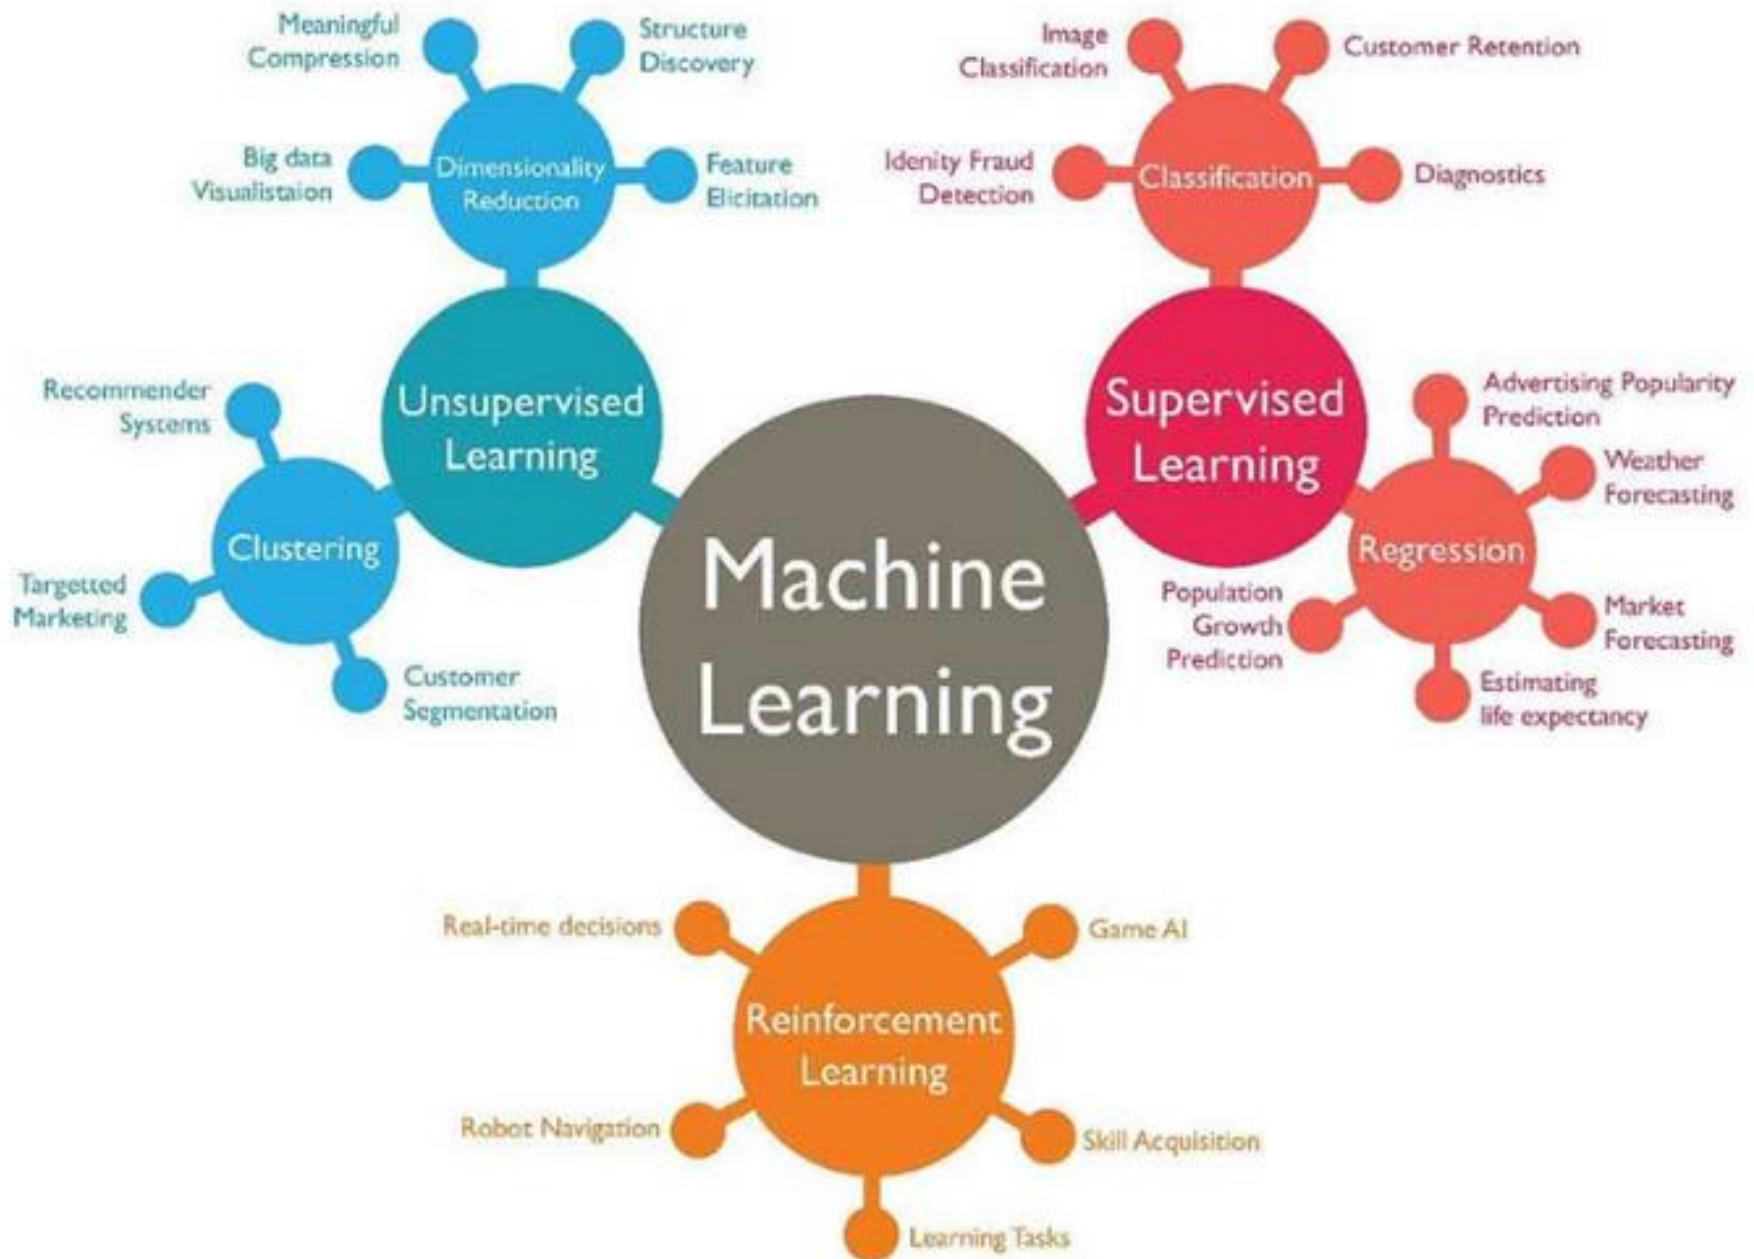 Meaningful
Compression
Structure
Discovery
Big data
Visualistaion
Dimensionality
Reduction
Feature
Elicitation
Image
Classification
Customer Retention
Idenity Fraud
Detection
Classification
Diagnostics
Recommender
Systems
Unsupervised
Learning
Clustering
Targetted
Marketing
Customer
Segmentation
Machine
Learning
Supervised
Learning
Advertising Popularity
Prediction
Weather
Forecasting
Regression
Population
Growth
Prediction
Market
Forecasting
Estimating
life expectancy
Real-time decisions
Game AI
Reinforcement
Learning
Robot Navigation
Skill Acquisition
Learning Tasks